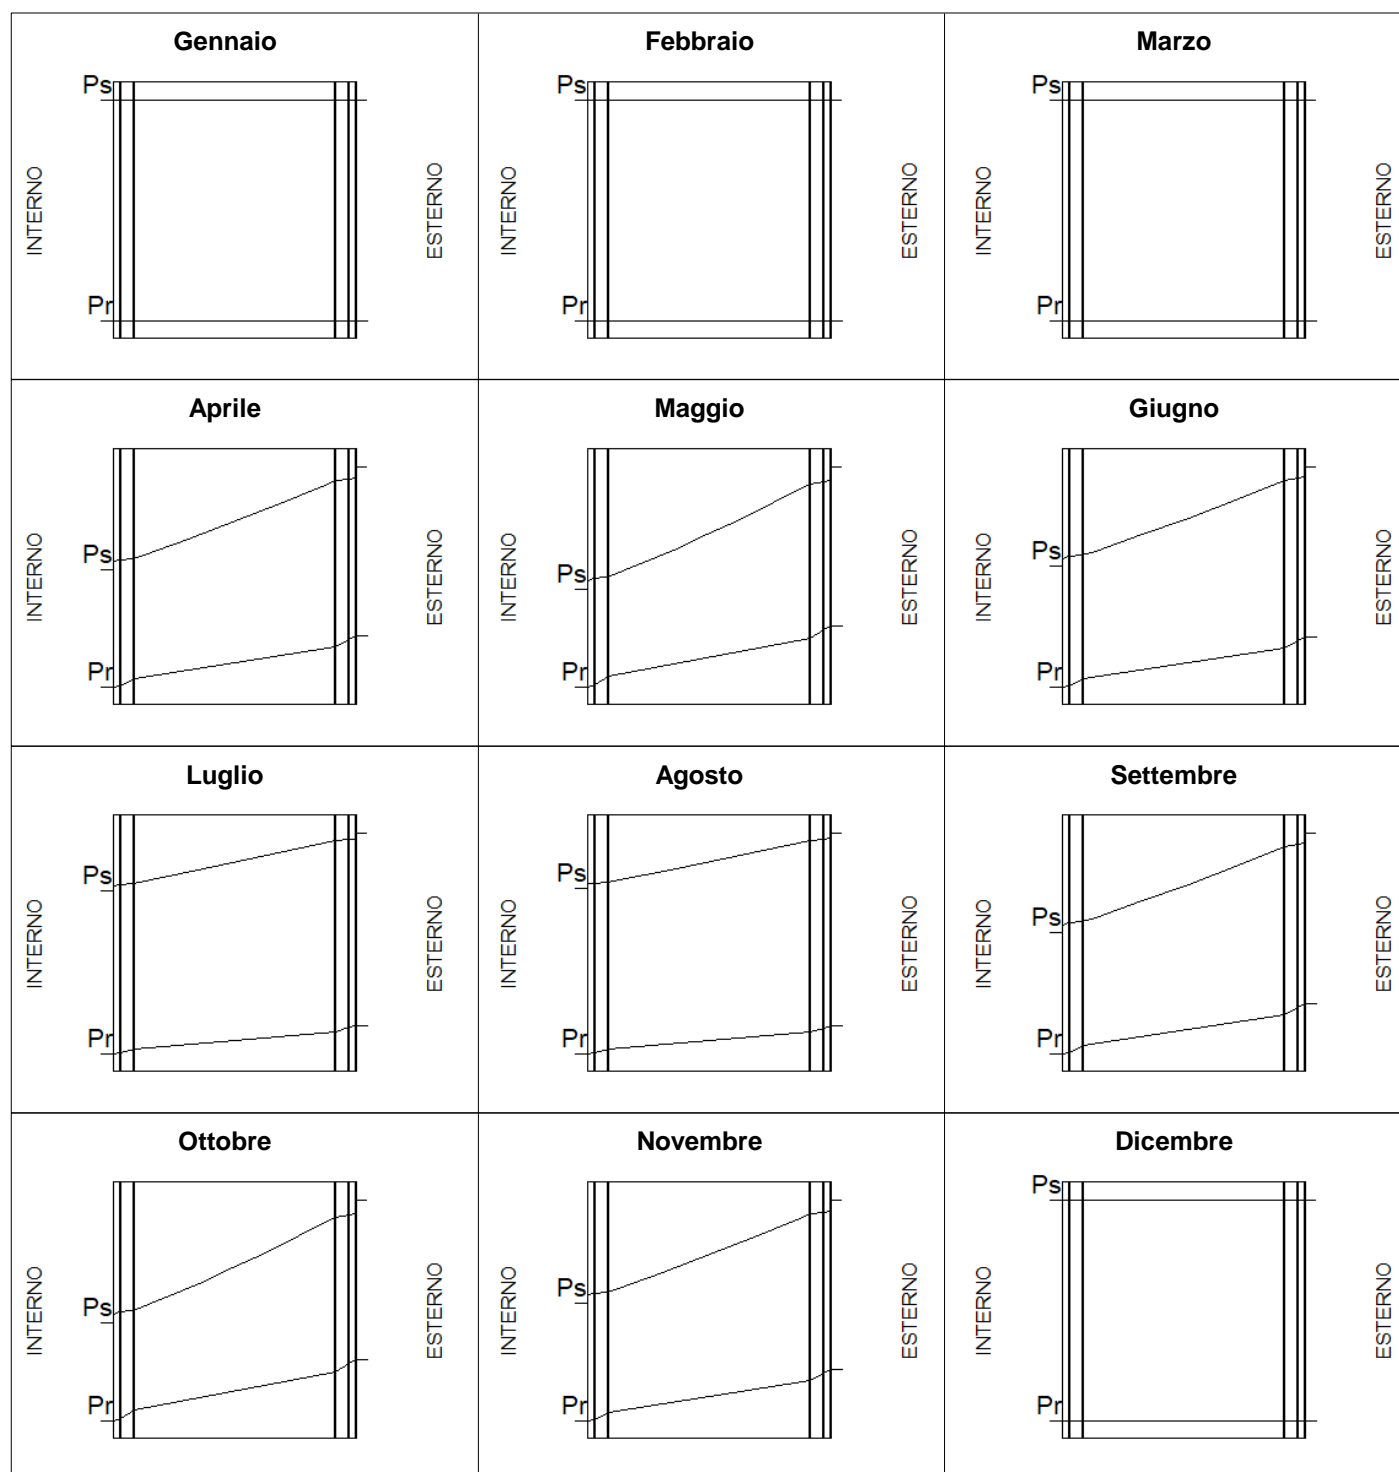 Gennaio
Ps
INTERNO
ESTERNO
Pr
Febbraio
Ps
INTERNO
ESTERNO
Pr
Marzo
Ps
INTERNO
ESTERNO
Pr
Aprile
INTERNO
ESTERNO
Ps
Pr
Maggio
INTERNO
ESTERNO
Ps
Pr
Giugno
INTERNO
ESTERNO
Ps
Pr
Luglio
Ps
INTERNO
ESTERNO
Pr
Agosto
Ps
INTERNO
ESTERNO
Pr
Settembre
INTERNO
ESTERNO
Ps
Pr
Ottobre
INTERNO
ESTERNO
Ps
Pr
Novembre
INTERNO
ESTERNO
Ps
Pr
Dicembre
Ps
INTERNO
ESTERNO
Pr